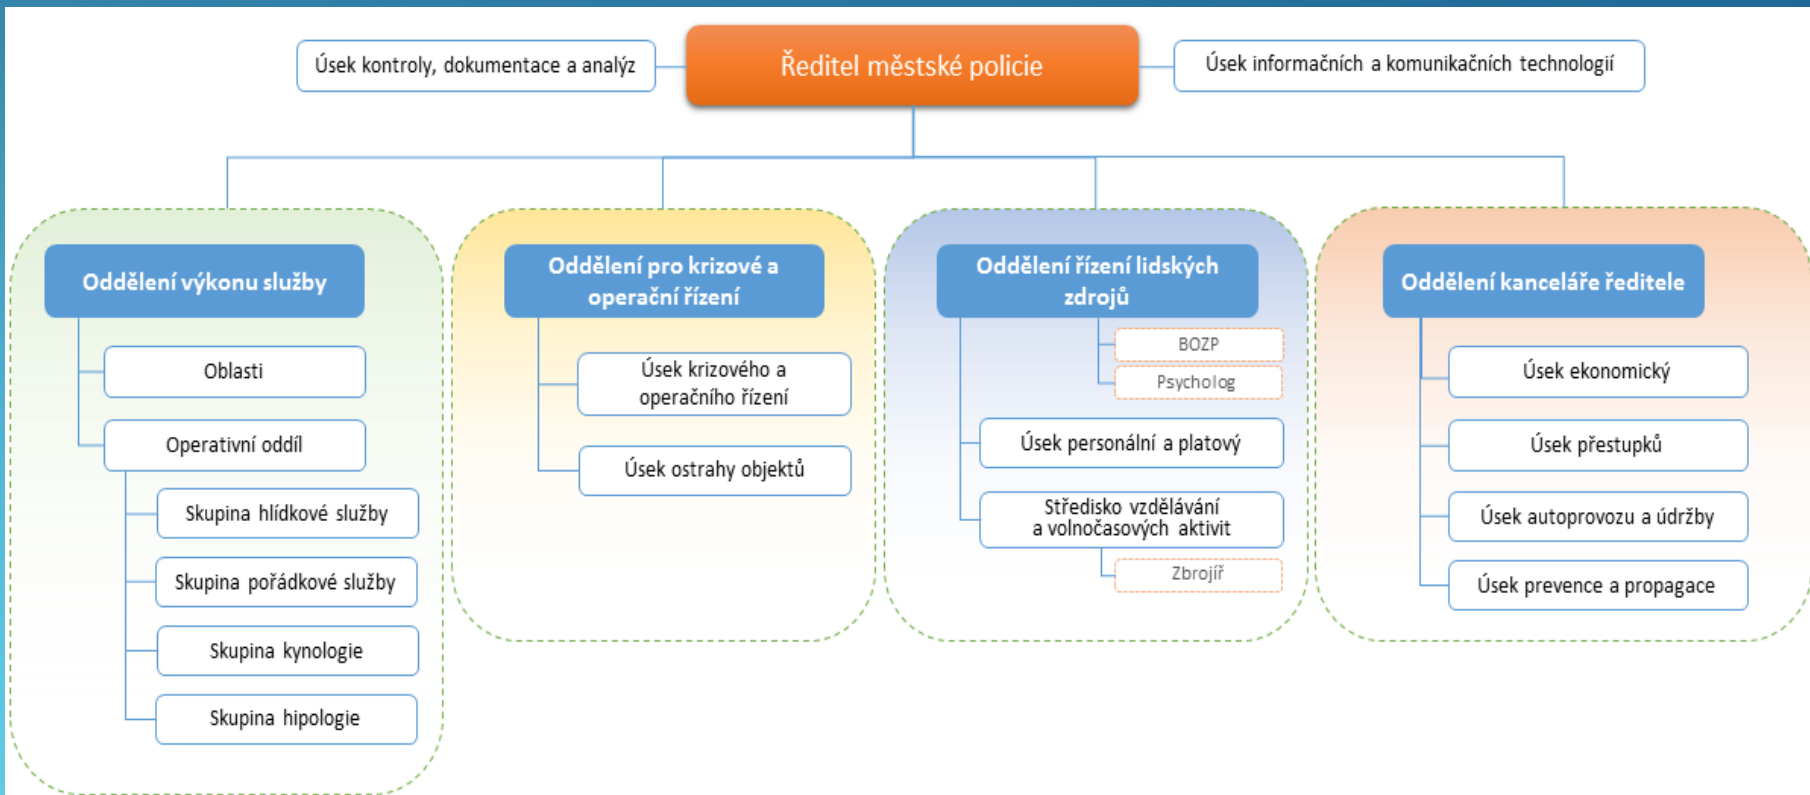 Úsek kontroly, dokumentace a analýz
Ředitel městské policie
Úsek informačních a komunikačních technologií
Oddělení výkonu služby
Oblasti
Operativní oddíl
Skupina hlídkové služby
Skupina pořádkové služby
Skupina kynologie
Skupina hipologie
Oddělení pro krizové a
operační řízení
Úsek krizového a
operačního řízení
Úsek ostrahy objektů
Oddělení řízení lidských
zdrojů
BOZP
Psycholog
Úsek personální a platový
Středisko vzdělávání
a volnočasových aktivit
Zbrojíř
Oddělení kanceláře ředitele
Úsek ekonomický
Úsek přestupků
Úsek autoprovozu a údržby
Úsek prevence a propagace